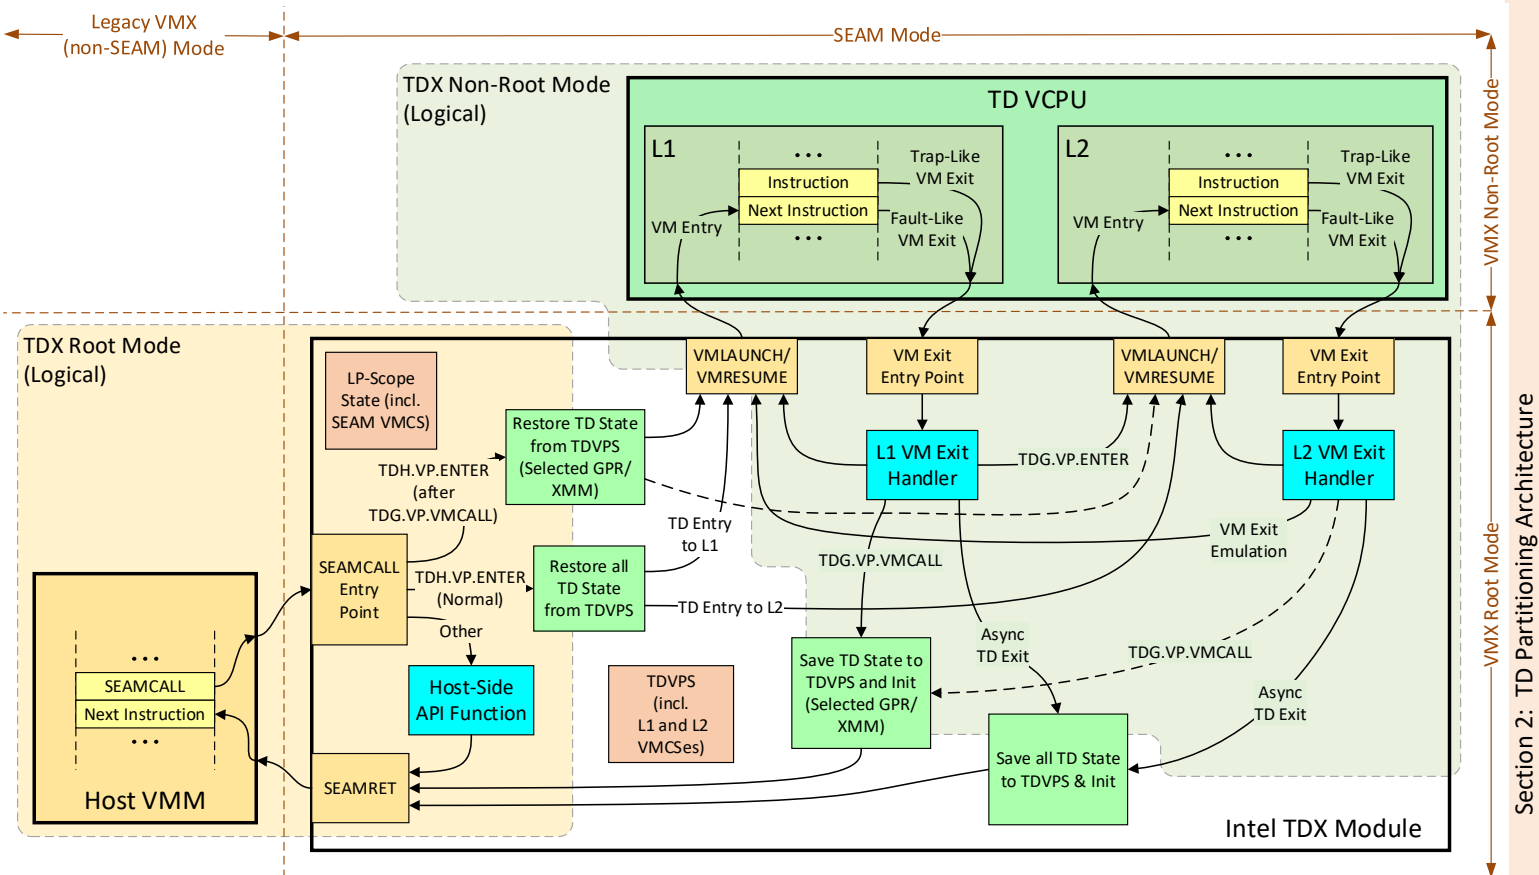 Legacy VMX
(non-SEAM) Mode
SEAM Mode
TDX Non-Root Mode
(Logical)
TD VCPU
L1
• • •
Instruction
Next Instruction
• • •
Trap-Like
VM Exit
Fault-Like
VM Exit
VM Entry
L2
• • •
Instruction
Next Instruction
• • •
Trap-Like
VM Exit
Fault-Like
VM Exit
VM Entry
VMX Non-Root Mode
TDX Root Mode
(Logical)
LP-Scope
State (incl.
SEAM VMCS)
VMLAUNCH/
VMRESUME
VM Exit
Entry Point
VMLAUNCH/
VMRESUME
VM Exit
Entry Point
Restore TD State
from TDVPS
(Selected GPR/
XMM)
TDH.VP.ENTER
(after
TDG.VP.VMCALL)
L1 VM Exit
Handler
TDG.VP.ENTER
L2 VM Exit
Handler
TD Entry
to L1
VM Exit
Emulation
SEAMCALL
Entry
Point
TDH.VP.ENTER
(Normal)
Restore all
TD State
from TDVPS
TDG.VP.VMCALL
TD Entry to L2
Other
Async
TD Exit
TDG.VP.VMCALL
Async
TD Exit
• • •
SEAMCALL
Next Instruction
• • •
Host VMM
Host-Side
API Function
TDVPS
(incl.
L1 and L2
VMCSes)
Save TD State to
TDVPS and Init
(Selected GPR/
XMM)
Save all TD State
to TDVPS & Init
SEAMRET
Intel TDX Module
VMX Root Mode
Section 2: TD Partitioning Architecture